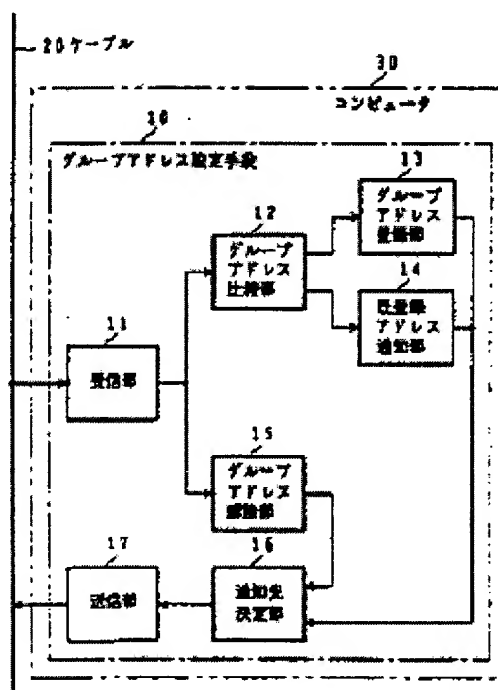 20ケーブル
30
コンピュータ
10
グループアドレス設定手段
13
グループ
アドレス
登録部
12
グループ
アドレス
比較部
14
既登録
アドレス
通知部
11
受信部
15
グループ
アドレス
解除部
17
送信部
16
通知先
決定部